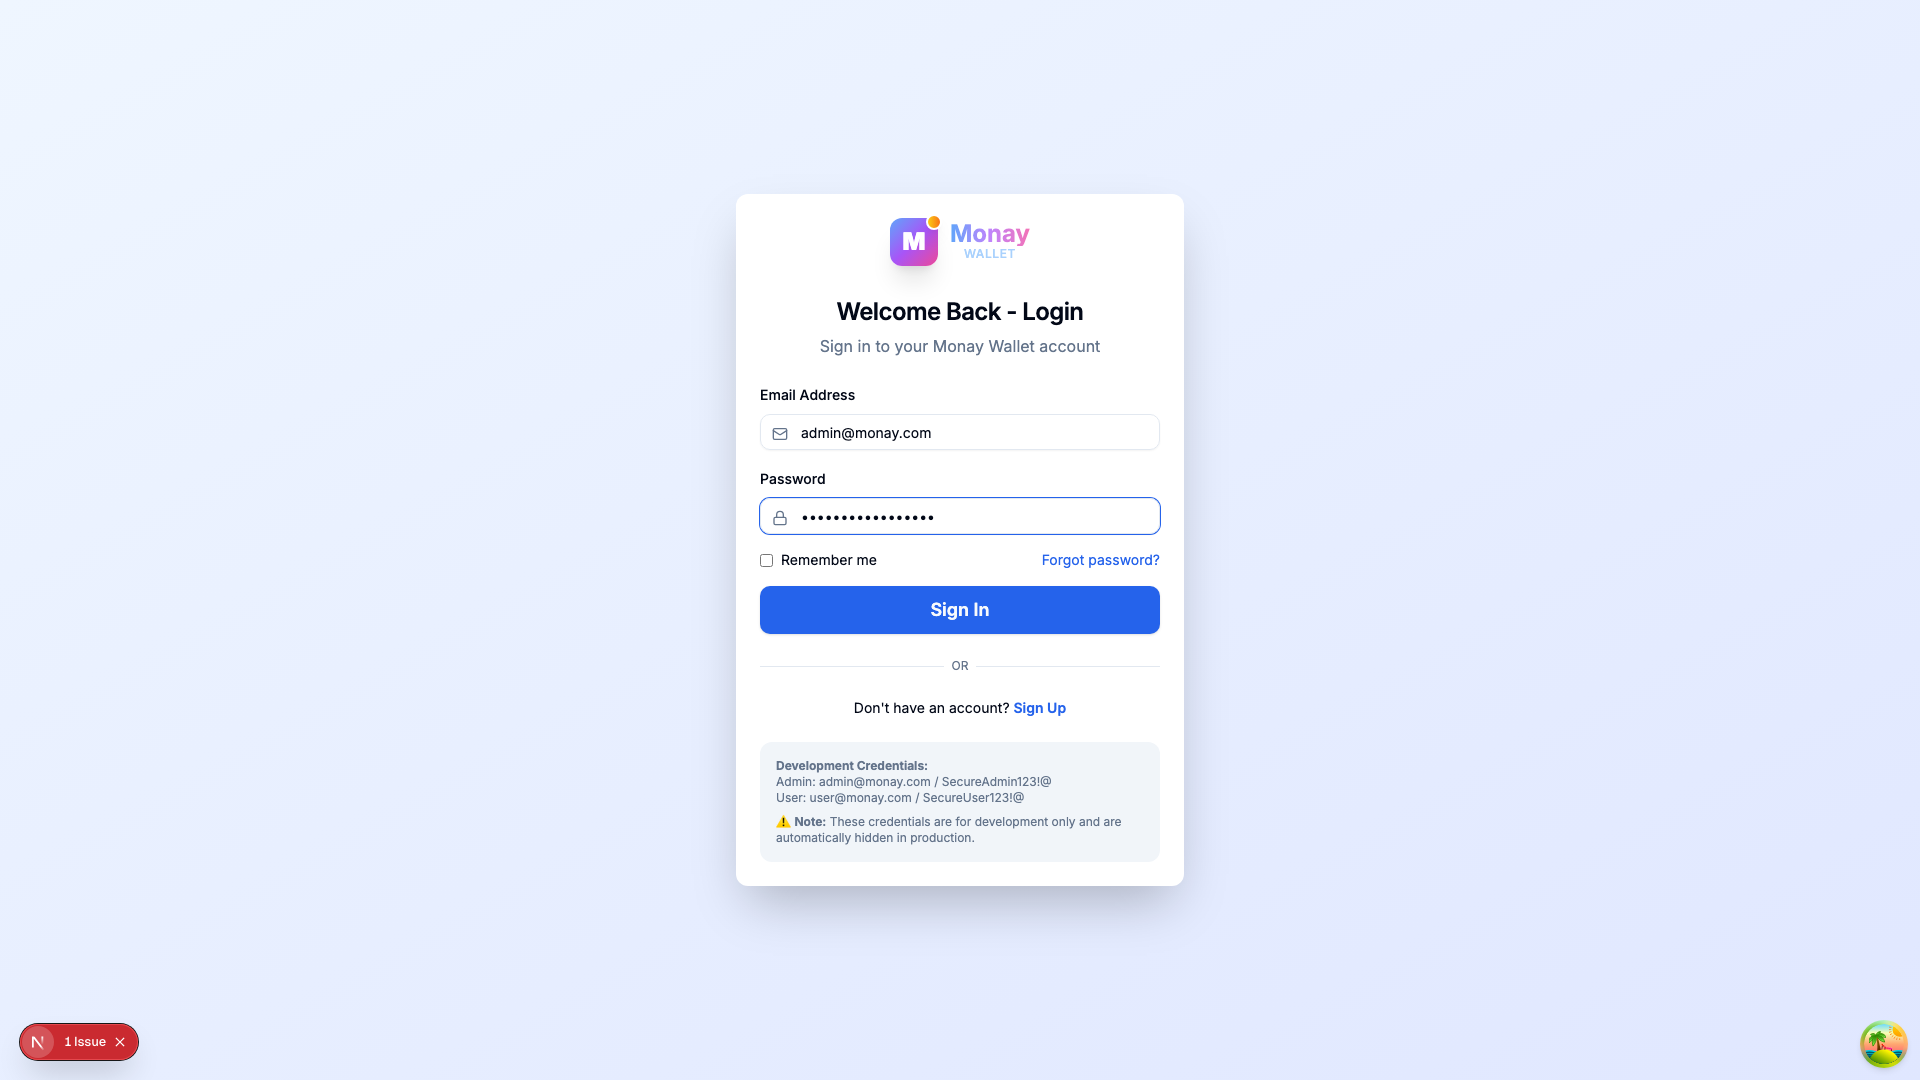 M
Monay
WALLET
Welcome Back - Login
Sign in to your Monay Wallet account
Email Address
admin@monay.com
Password
•••••••••••••••••
Remember me
Forgot password?
Sign In
OR
Don't have an account? Sign Up
Development Credentials:
Admin: admin@monay.com / SecureAdmin123!@
User: user@monay.com / SecureUser123!@
⚠️ Note: These credentials are for development only and are
automatically hidden in production.
N
1 Issue